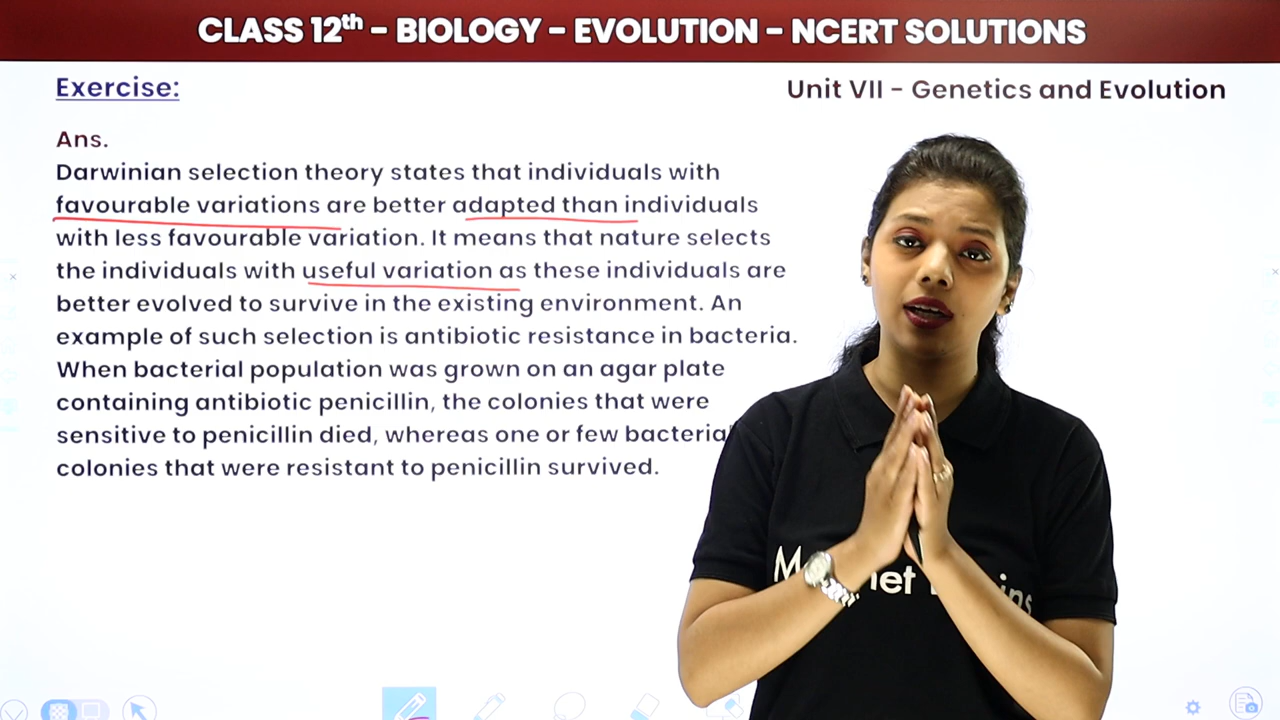 CLASS 12th – BIOLOGY – EVOLUTION – NCERT SOLUTIONS
Exercise:
Unit VII - Genetics and Evolution
Ans.
Darwinian selection theory states that individuals with
favourable variations are better adapted than individuals
with less favourable variation. It means that nature selects
the individuals with useful variation as these individuals are
better evolved to survive in the existing environment. An
example of such selection is antibiotic resistance in bacteria.
When bacterial population was grown on an agar plate
containing antibiotic penicillin, the colonies that were
sensitive to penicillin died, whereas one or few bacterial
colonies that were resistant to penicillin survived.